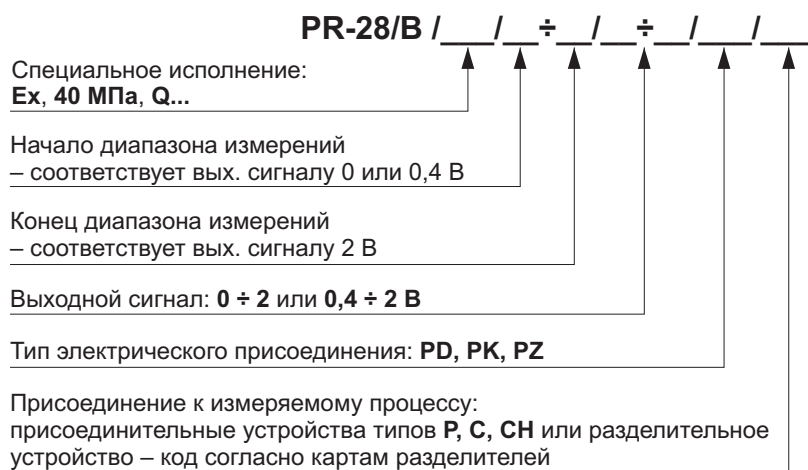 PR-28/B /___/__÷__/__÷__/___/___
Специальное исполнение:
Ex, 40 МПа, Q...
Начало диапазона измерений
– соответствует вых. сигналу 0 или 0,4 В
Конец диапазона измерений
– соответствует вых. сигналу 2 В
Выходной сигнал: 0 ÷ 2 или 0,4 ÷ 2 В
Тип электрического присоединения: PD, PK, PZ
Присоединение к измеряемому процессу:
присоединительные устройства типов P, C, CH или разделительное
устройство – код согласно картам разделителей